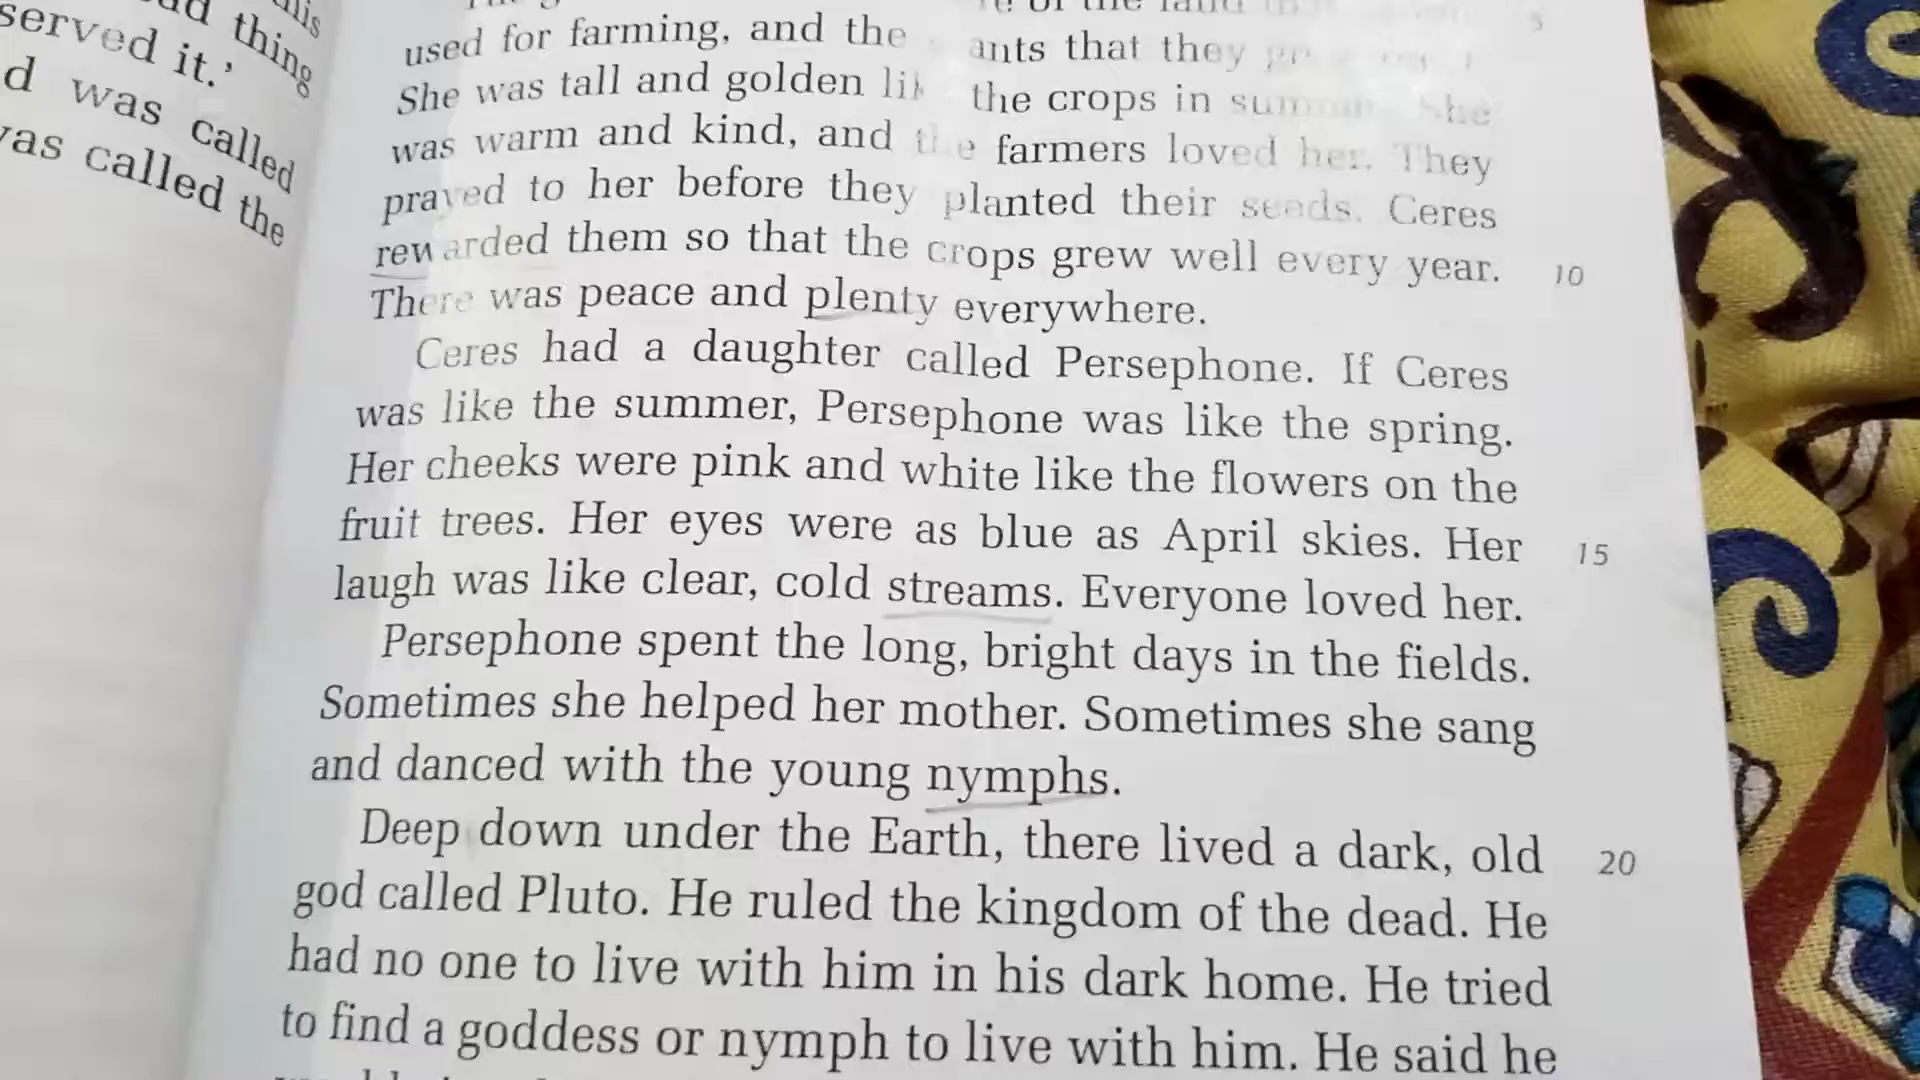 his
ad thing
served it.'
d was called
was called the
of the land
5
used for farming, and the ants that they
She was tall and golden like the crops in summer. She
was warm and kind, and the farmers loved her. They
prayed to her before they planted their seeds. Ceres
rewarded them so that the crops grew well every year. 10
There was peace and plenty everywhere.
Ceres had a daughter called Persephone. If Ceres
was like the summer, Persephone was like the spring.
Her cheeks were pink and white like the flowers on the
fruit trees. Her eyes were as blue as April skies. Her 15
laugh was like clear, cold streams. Everyone loved her.
Persephone spent the long, bright days in the fields.
Sometimes she helped her mother. Sometimes she sang
and danced with the young nymphs.
Deep down under the Earth, there lived a dark, old 20
god called Pluto. He ruled the kingdom of the dead. He
had no one to live with him in his dark home. He tried
to find a goddess or nymph to live with him. He said he